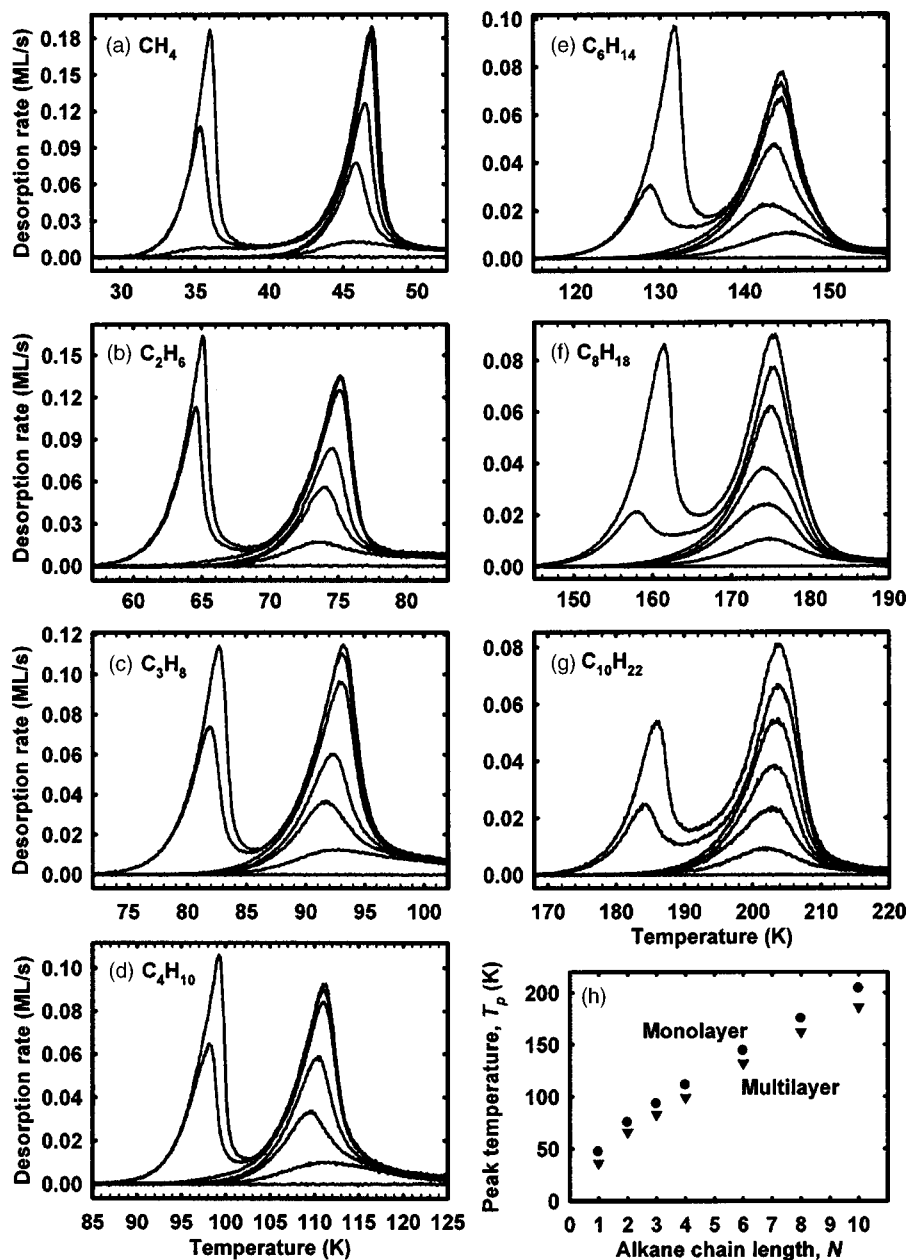 (a) CH4
Desorption rate (ML/s)
0.18
0.15
0.12
0.09
0.06
0.03
0.00
30 35 40 45 50
(b) C2H6
Desorption rate (ML/s)
0.15
0.12
0.09
0.06
0.03
0.00
60 65 70 75 80
(c) C3H8
Desorption rate (ML/s)
0.12
0.10
0.08
0.06
0.04
0.02
0.00
75 80 85 90 95 100
(d) C4H10
Desorption rate (ML/s)
0.10
0.08
0.06
0.04
0.02
0.00
85 90 95 100 105 110 115 120 125
Temperature (K)
(e) C6H14
0.10
0.08
0.06
0.04
0.02
0.00
120 130 140 150
(f) C8H18
0.08
0.06
0.04
0.02
0.00
150 160 170 180 190
(g) C10H22
0.08
0.06
0.04
0.02
0.00
170 180 190 200 210 220
Temperature (K)
(h)
Peak temperature, Tp (K)
200
150
100
50
0
Monolayer
Multilayer
0 1 2 3 4 5 6 7 8 9 10
Alkane chain length, N